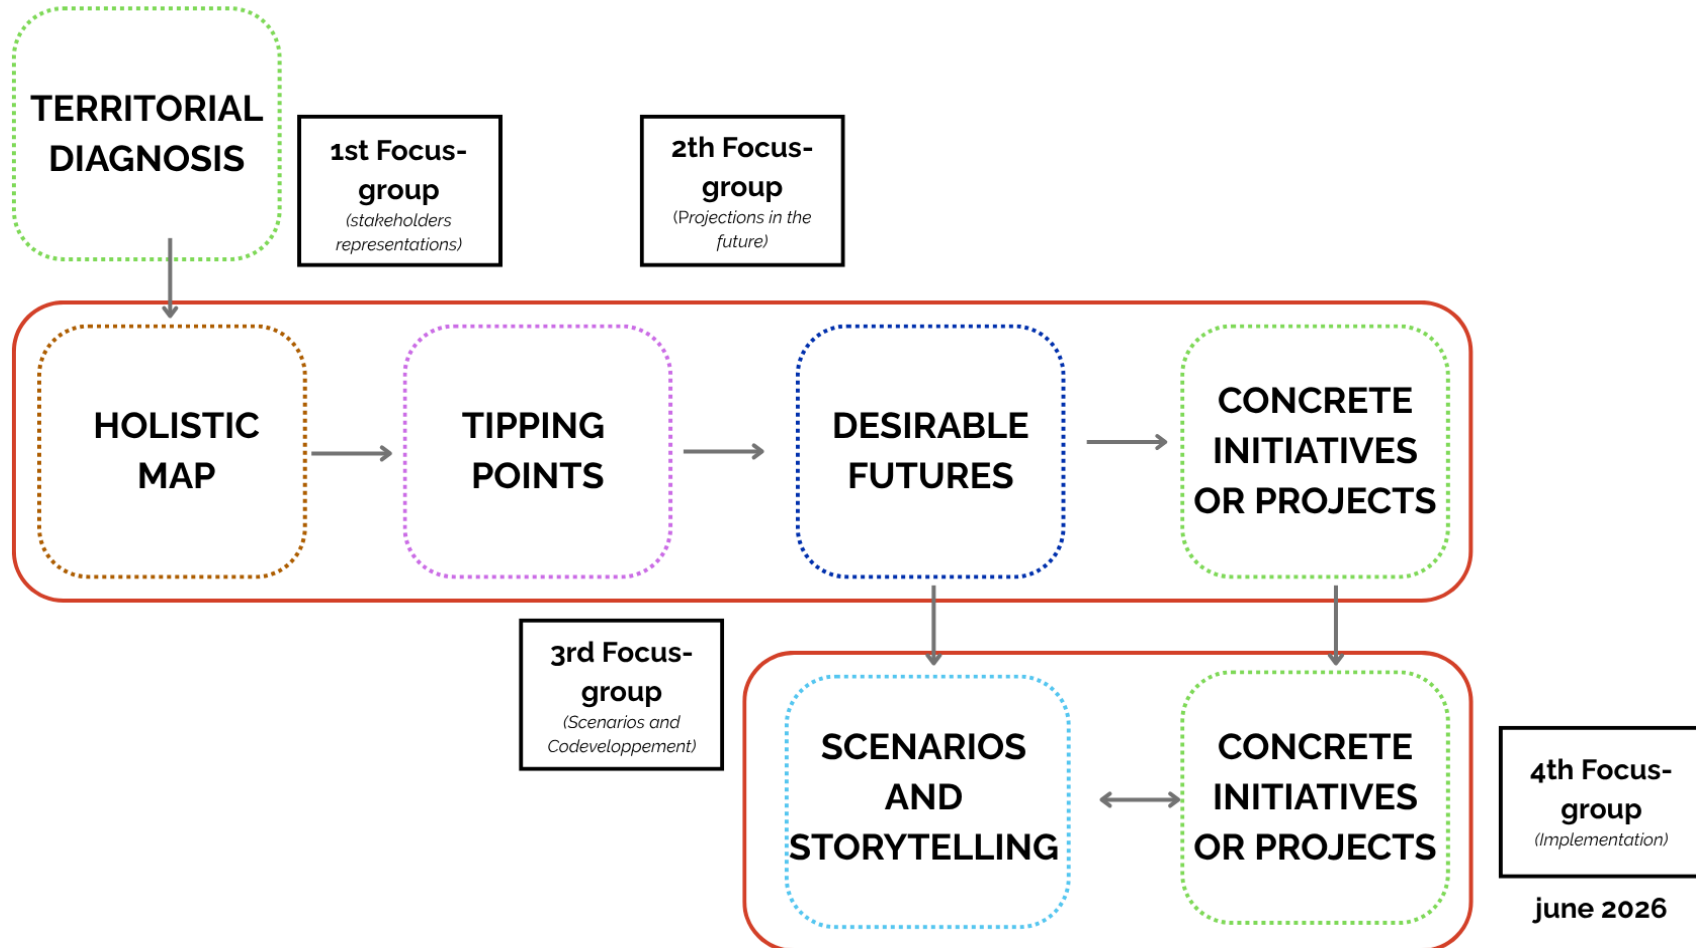 TERRITORIAL
DIAGNOSIS
1st Focus-
group
(stakeholders
representations)
2th Focus-
group
(Projections in the
future)
HOLISTIC
MAP
TIPPING
POINTS
DESIRABLE
FUTURES
CONCRETE
INITIATIVES
OR PROJECTS
3rd Focus-
group
(Scenarios and
Codeveloppement)
SCENARIOS
AND
STORYTELLING
CONCRETE
INITIATIVES
OR PROJECTS
4th Focus-
group
(Implementation)
june 2026